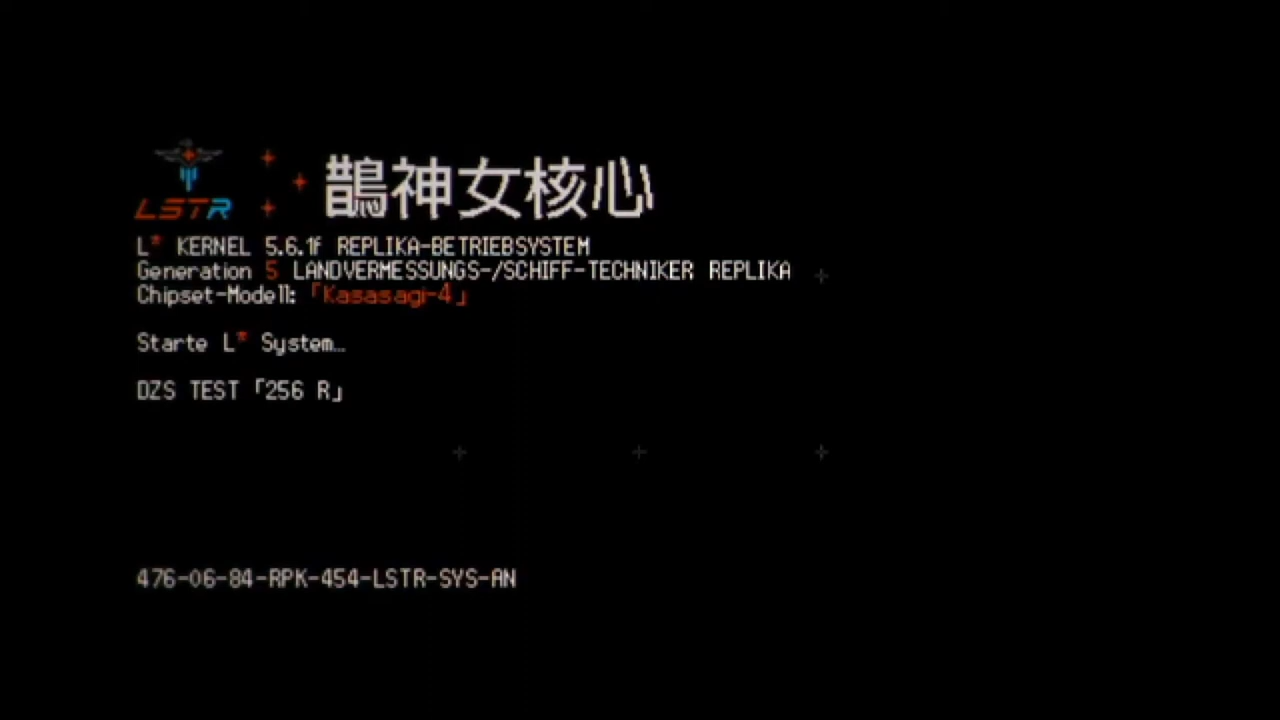 LSTR
鵲神女核心
L* KERNEL 5.6.1f REPLIKA-BETRIEBSYSTEM
Generation 5 LANDVERMESSUNGS-/SCHIFF-TECHNIKER REPLIKA
Chipset-Modell: 「Kasasagi-4」
Starte L* System…
DZS TEST「256 R」
476-06-84-RPK-454-LSTR-SYS-AN